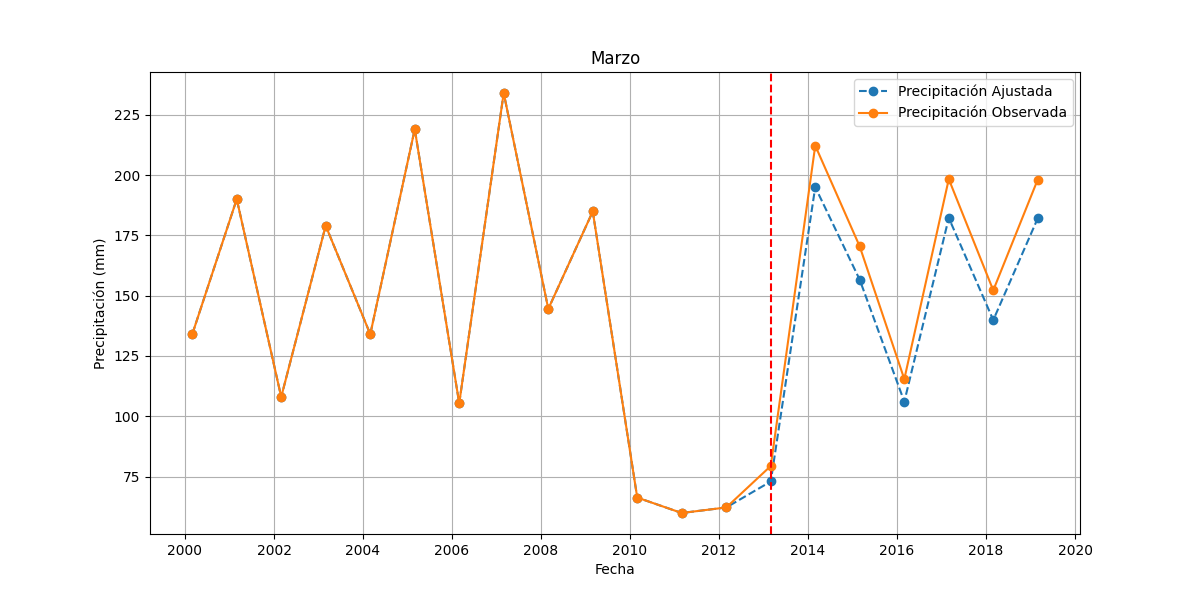 Marzo
Precipitación Ajustada
Precipitación Observada
Precipitación (mm)
225
200
175
150
125
100
75
2000 2002 2004 2006 2008 2010 2012 2014 2016 2018 2020
Fecha